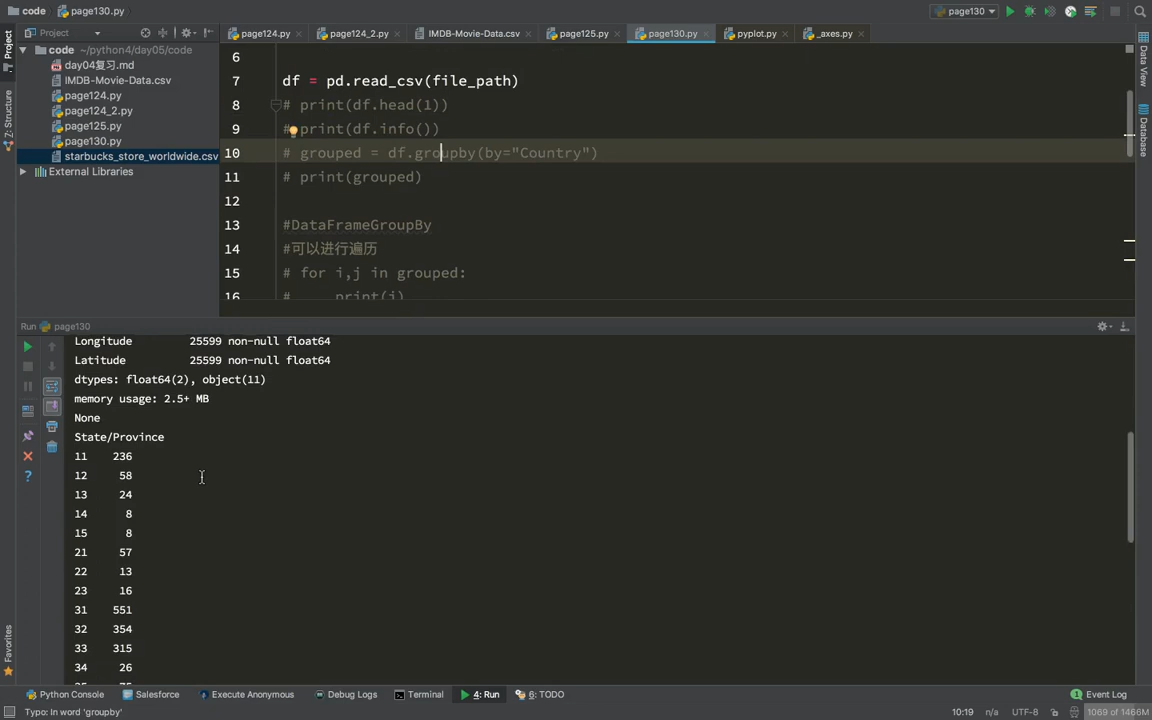 code
page130.py
page130
Project
page124.py
page124_2.py
IMDB-Movie-Data.csv
page125.py
page130.py
pyplot.py
_axes.py
code ~/python4/day05/code
day04复习.md
IMDB-Movie-Data.csv
page124.py
page124_2.py
page125.py
page130.py
starbucks_store_worldwide.csv
External Libraries
Project
7: Structure
Favorites
Data View
Database
6
7 df = pd.read_csv(file_path)
8 # print(df.head(1))
9 # print(df.info())
10 # grouped = df.groupby(by="Country")
11 # print(grouped)
12
13 #DataFrameGroupBy
14 #可以进行遍历
15 # for i,j in grouped:
16 # print(i)
Run page130
Longitude 25599 non-null float64
Latitude 25599 non-null float64
dtypes: float64(2), object(11)
memory usage: 2.5+ MB
None
State/Province
11 236
12 58
13 24
14 8
15 8
21 57
22 13
23 16
31 551
32 354
33 315
34 26
Python Console
Salesforce
Execute Anonymous
Debug Logs
Terminal
4: Run
6: TODO
Event Log
Typo: In word 'groupby'
10:19 n/a UTF-8 1069 of 1466M